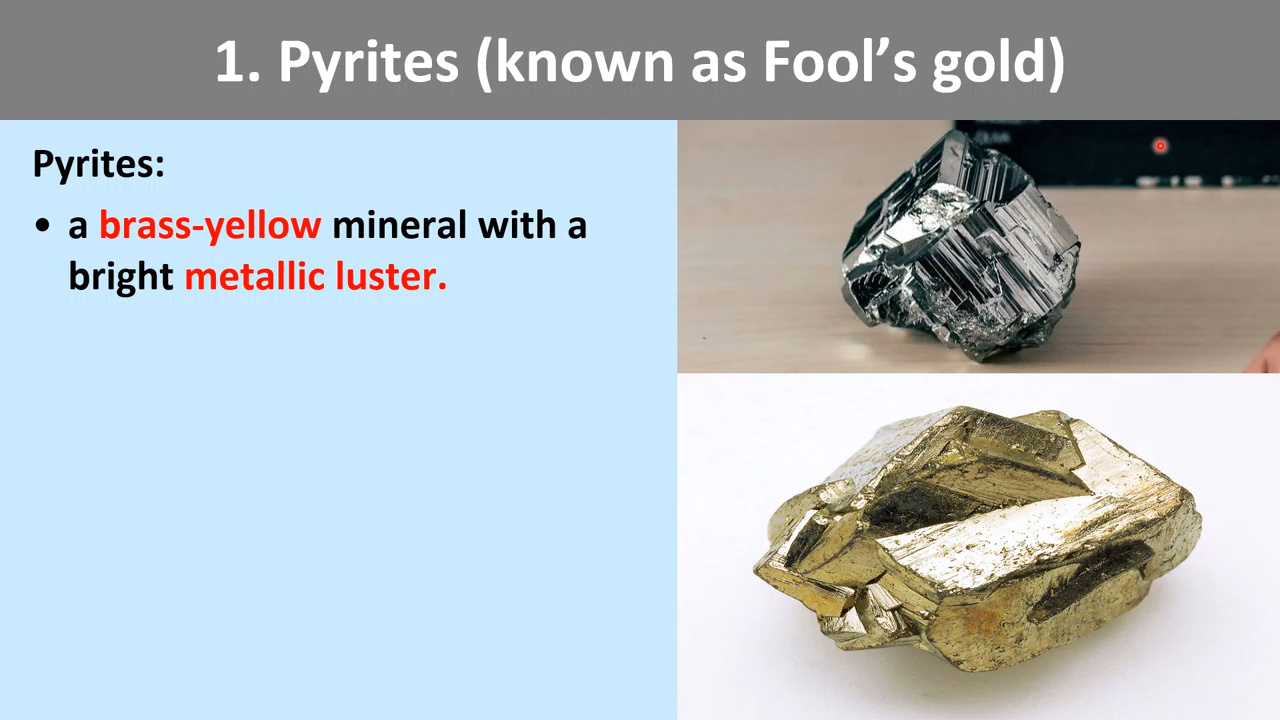 1. Pyrites (known as Fool’s gold)
Pyrites:
• a brass-yellow mineral with a
bright metallic luster.